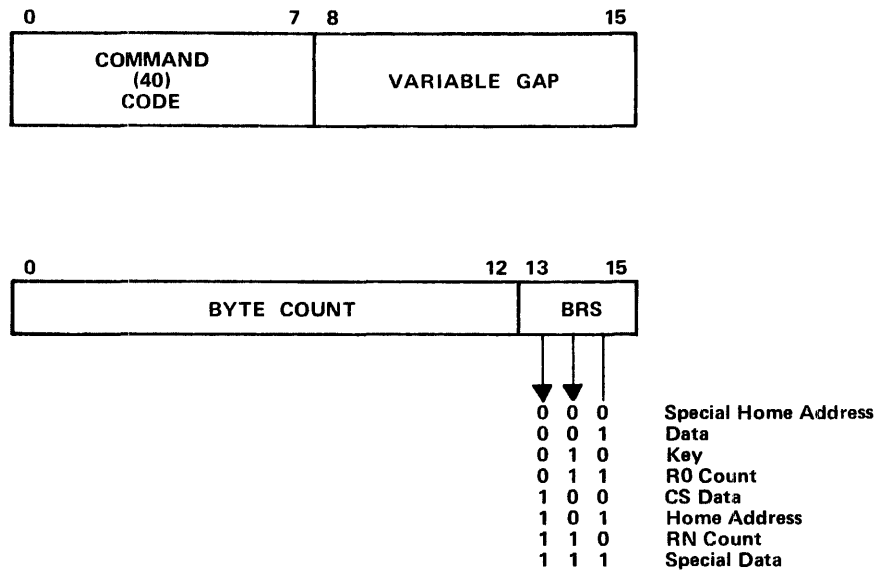 0 7 8 15
COMMAND
(40)
CODE
VARIABLE GAP
0 12 13 15
BYTE COUNT BRS
0 0 0 Special Home Address
0 0 1 Data
0 1 0 Key
0 1 1 R0 Count
1 0 0 CS Data
1 0 1 Home Address
1 1 0 RN Count
1 1 1 Special Data